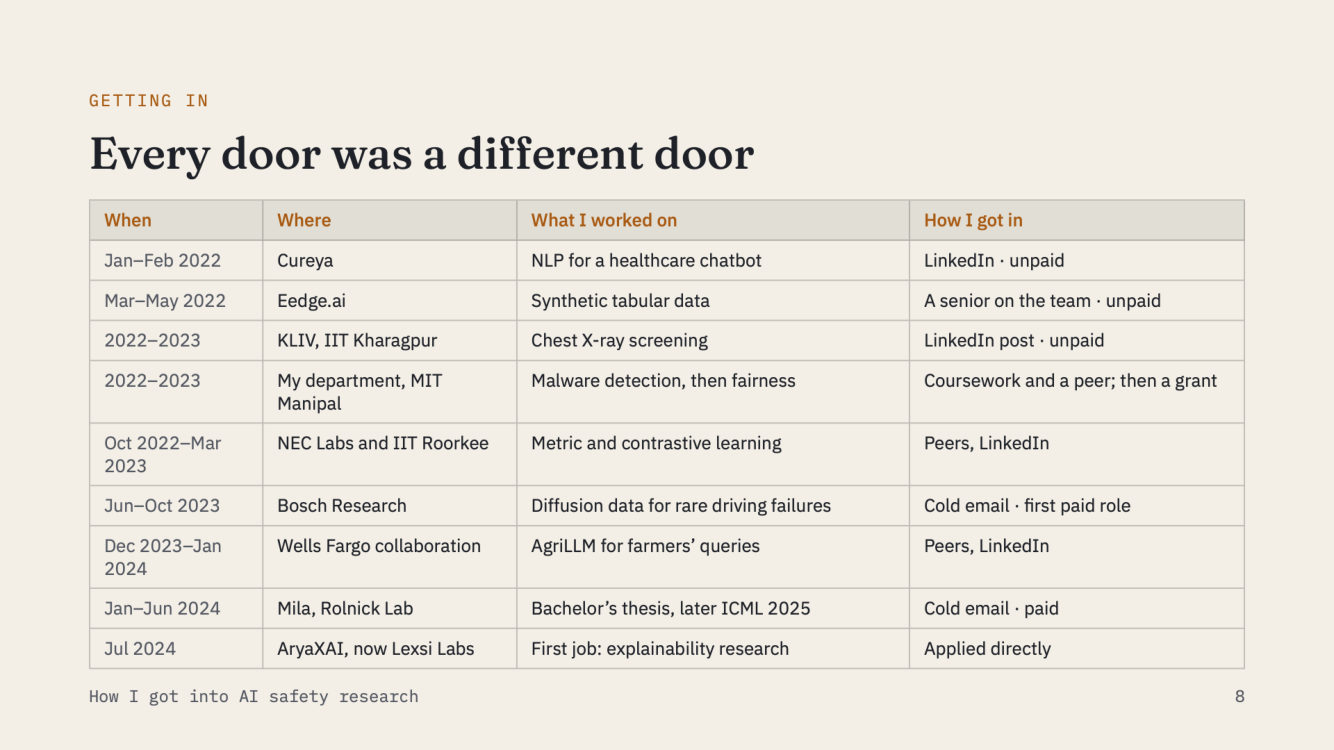 GETTING IN
Every door was a different door
When Where What I worked on How I got in
Jan–Feb 2022 Cureya NLP for a healthcare chatbot LinkedIn · unpaid
Mar–May 2022 Eedge.ai Synthetic tabular data A senior on the team · unpaid
2022–2023 KLIV, IIT Kharagpur Chest X-ray screening LinkedIn post · unpaid
2022–2023 My department, MIT Malware detection, then fairness Coursework and a peer; then a grant
Manipal
Oct 2022–Mar NEC Labs and IIT Roorkee Metric and contrastive learning Peers, LinkedIn
2023
Jun–Oct 2023 Bosch Research Diffusion data for rare driving failures Cold email · first paid role
Dec 2023–Jan Wells Fargo collaboration AgriLLM for farmers’ queries Peers, LinkedIn
2024
Jan–Jun 2024 Mila, Rolnick Lab Bachelor’s thesis, later ICML 2025 Cold email · paid
Jul 2024 AryaXAI, now Lexsi Labs First job: explainability research Applied directly
How I got into AI safety research 8